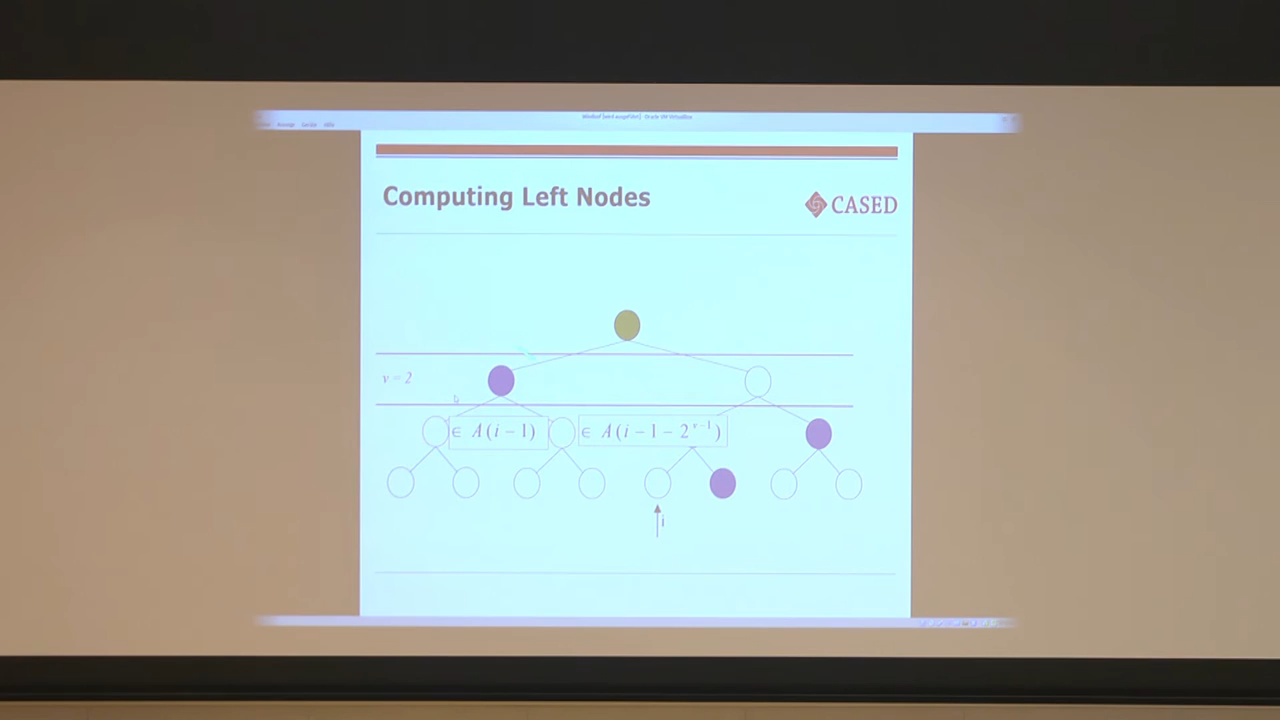 Computing Left Nodes
CASED
v = 2
∈ A(i − 1)
∈ A(i − 1 − 2^{v−1})
i